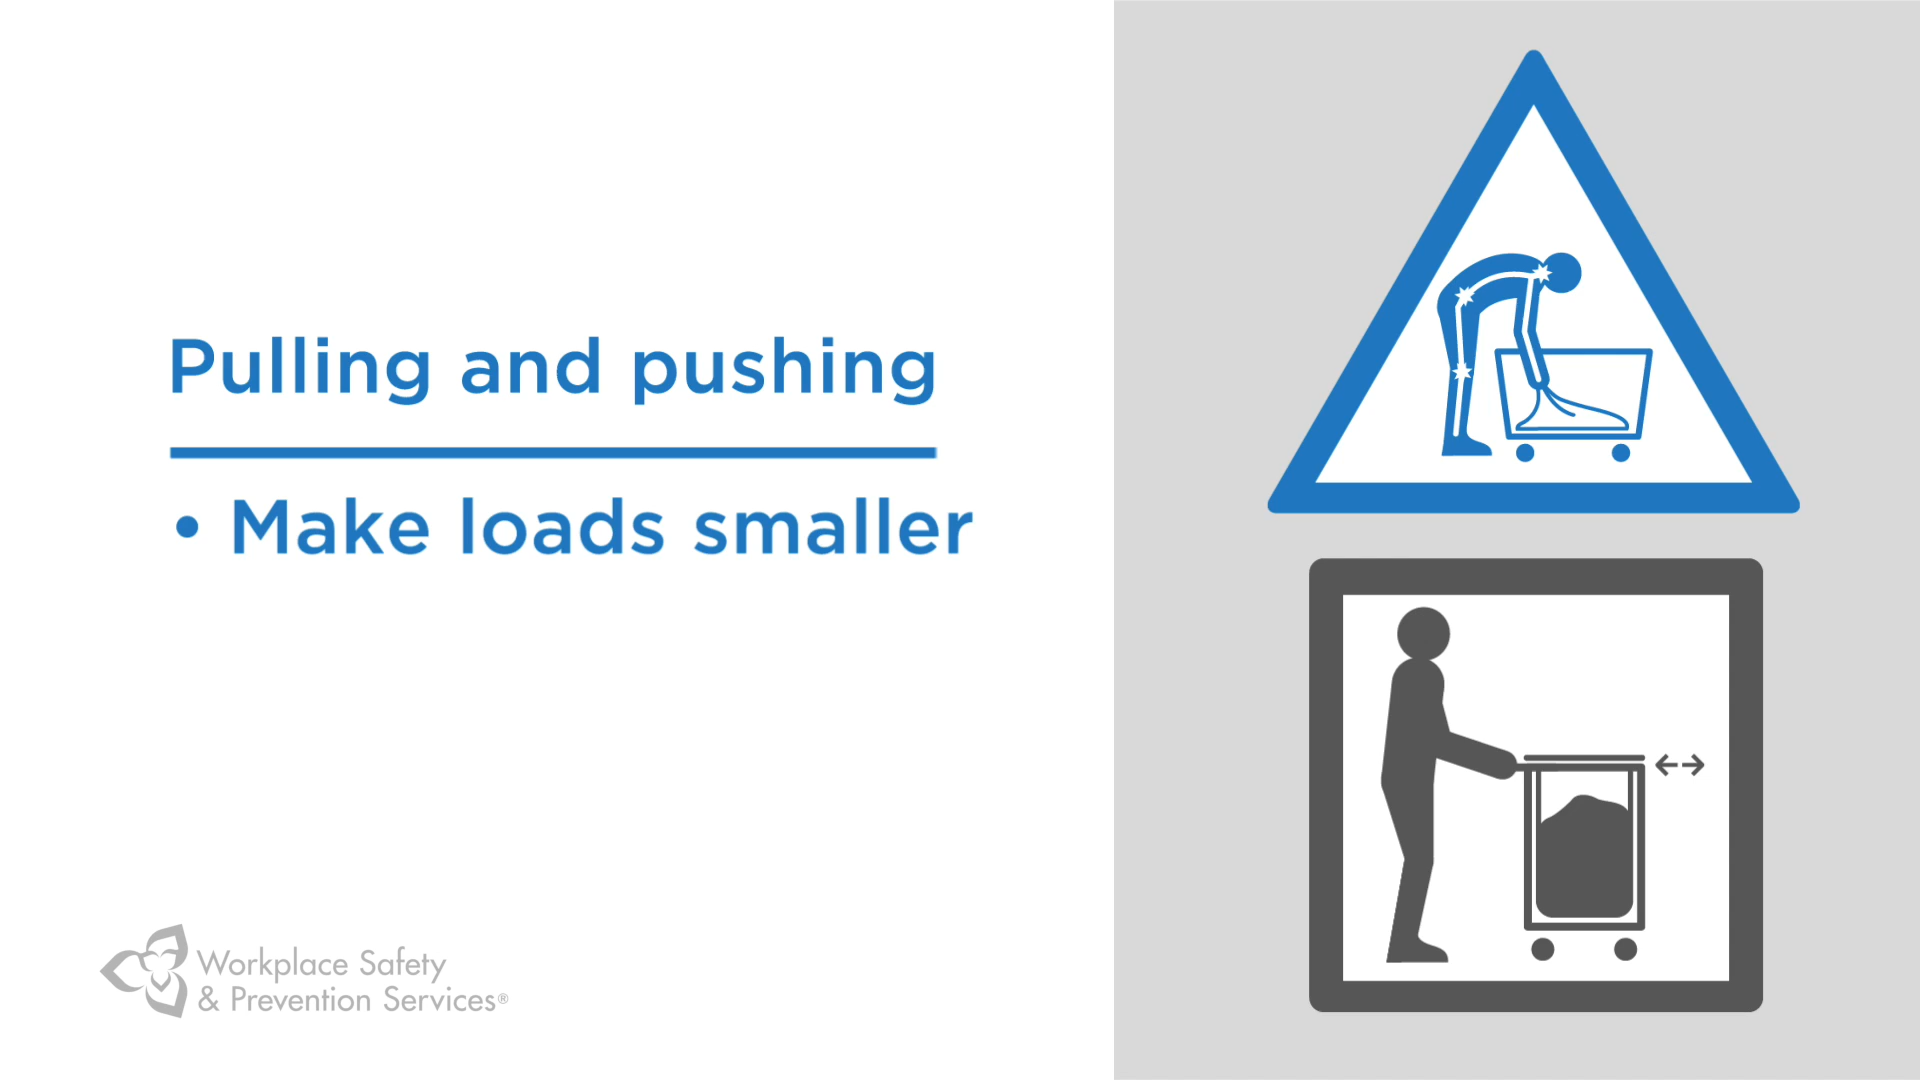 Pulling and pushing
• Make loads smaller
Workplace Safety
& Prevention Services®